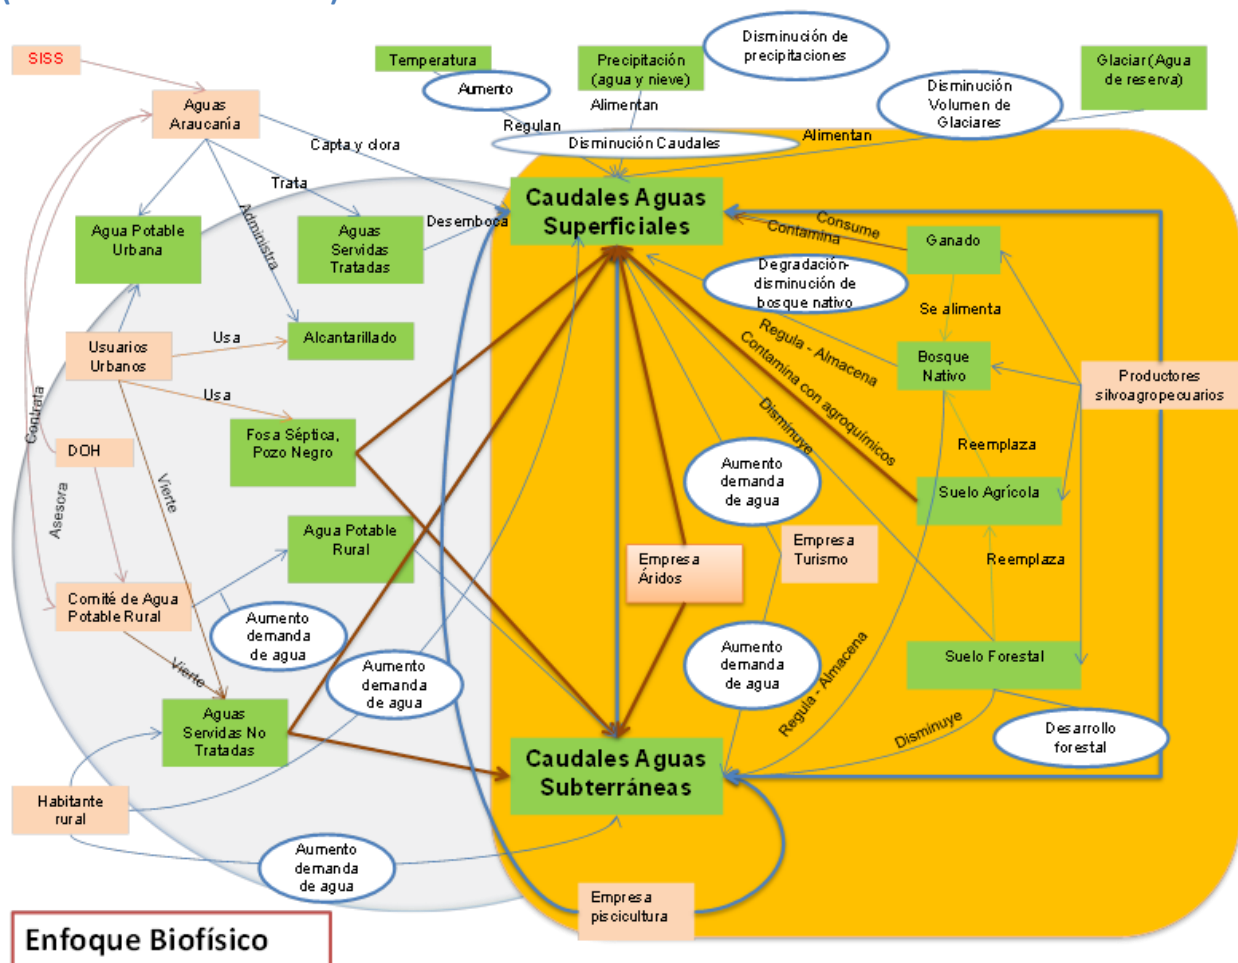 SISS
Temperatura
Precipitación
(agua y nieve)
Disminución de
precipitaciones
Glaciar (Agua
de reserva)
Aumento
Disminución
Volumen de
Glaciares
Aguas
Araucanía
Alimentan
Regulan
Alimentan
Capta y clora
Disminución Caudales
Trata
Administra
Caudales Aguas
Superficiales
Desemboca
Agua Potable
Urbana
Aguas
Servidas
Tratadas
Consume
Contamina
Ganado
Degradación-
disminución de
bosque nativo
Se alimenta
Usuarios
Urbanos
Usa
Alcantarillado
Regula - Almacena
Bosque
Nativo
Productores
silvoagropecuarios
Usa
Contrata
Contamina con agroquímicos
Disminuye
Fosa Séptica,
Pozo Negro
DOH
Reemplaza
Aumento
demanda
de agua
Vierte
Asesora
Suelo Agrícola
Agua Potable
Rural
Empresa
Áridos
Empresa
Turismo
Reemplaza
Comité de Agua
Potable Rural
Aumento
demanda
de agua
Aumento
demanda
de agua
Aumento
demanda
de agua
Suelo Forestal
Vierte
Regula - Almacena
Aguas
Servidas No
Tratadas
Disminuye
Desarrollo
forestal
Caudales Aguas
Subterráneas
Habitante
rural
Aumento
demanda
de agua
Empresa
piscicultura
Enfoque Biofísico